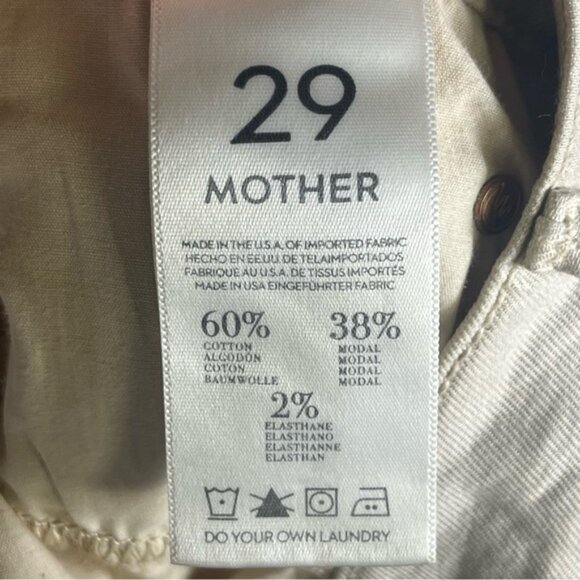 29
MOTHER
MADE IN THE U.S.A. OF IMPORTED FABRIC
HECHO EN EE.UU. DE TELAIMPORTADOS
FABRIQUE AU U.S.A. DE TISSUS IMPORTÉS
MADE IN USA EINGEFÜHRTER FABRIC
60%
COTTON
ALGODÓN
COTON
BAUMWOLLE
38%
MODAL
MODAL
MODAL
MODAL
2%
ELASTHANE
ELASTHANO
ELASTHANNE
ELASTHAN
DO YOUR OWN LAUNDRY